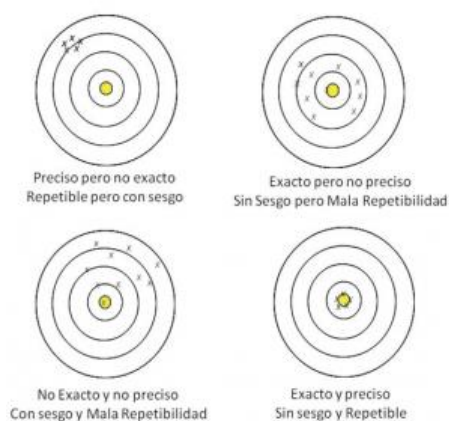 Preciso pero no exacto
Repetible pero con sesgo
Exacto pero no preciso
Sin Sesgo pero Mala Repetibilidad
No Exacto y no preciso
Con sesgo y Mala Repetibilidad
Exacto y preciso
Sin sesgo y Repetible